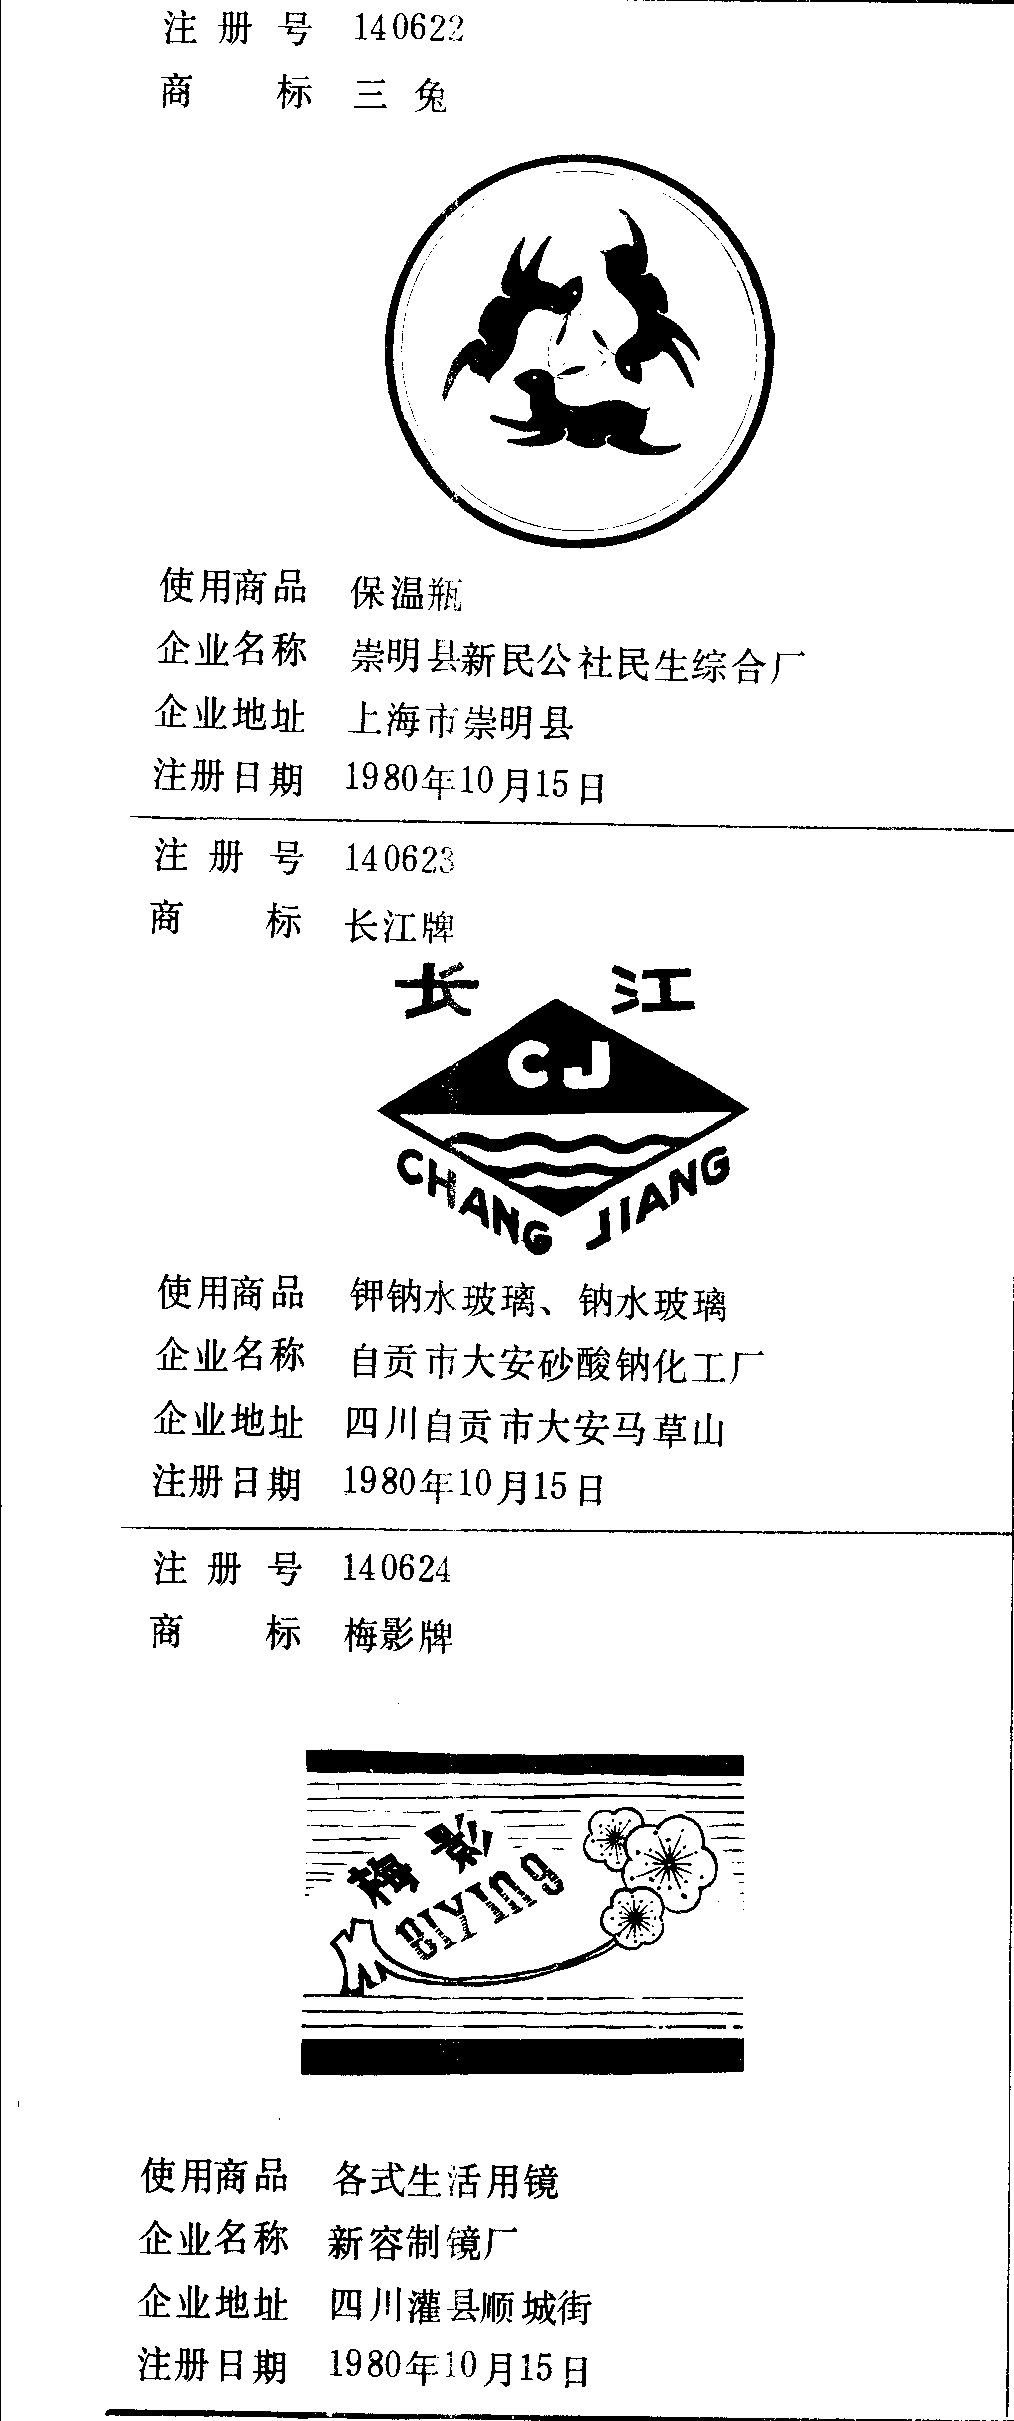 注册号 140622
商标 三兔
使用商品 保温瓶
企业名称 崇明县新民公社民生综合厂
企业地址 上海市崇明县
注册日期 1980年10月15日
注册号 140623
商标 长江牌
长江
CJ
CHANG JIANG
使用商品 钾钠水玻璃、钠水玻璃
企业名称 自贡市大安砂酸钠化工厂
企业地址 四川自贡市大安马草山
注册日期 1980年10月15日
注册号 140624
商标 梅影牌
梅影
使用商品 各式生活用镜
企业名称 新容制镜厂
企业地址 四川灌县顺城街
注册日期 1980年10月15日